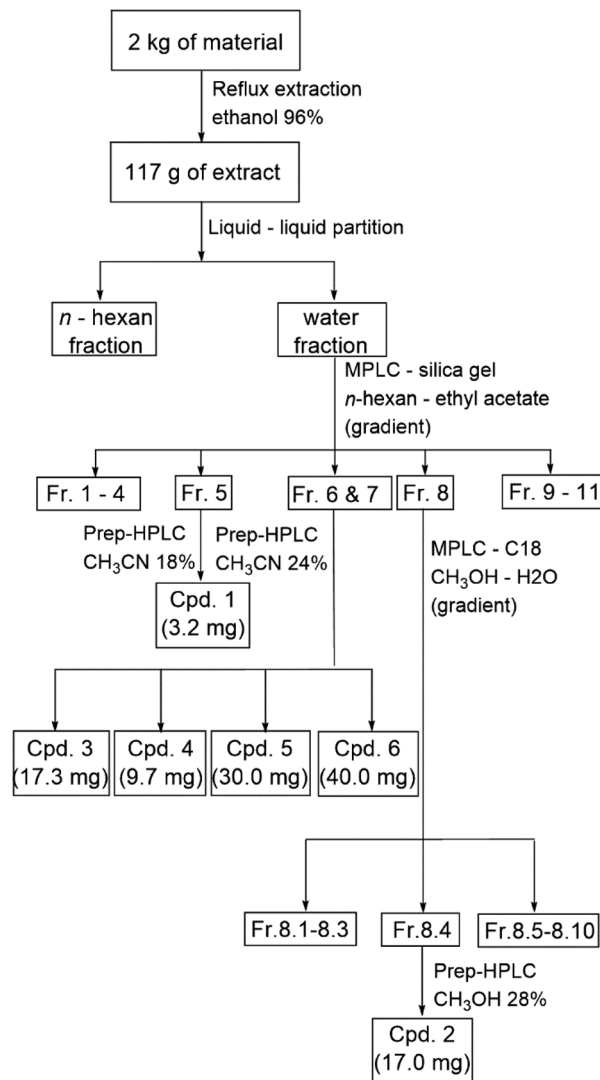 2 kg of material
Reflux extraction
ethanol 96%
117 g of extract
Liquid - liquid partition
n - hexan
fraction
water
fraction
MPLC - silica gel
n-hexan - ethyl acetate
(gradient)
Fr. 1 - 4
Fr. 5
Fr. 6 & 7
Fr. 8
Fr. 9 - 11
Prep-HPLC
CH3CN 18%
Prep-HPLC
CH3CN 24%
MPLC - C18
CH3OH - H2O
(gradient)
Cpd. 1
(3.2 mg)
Cpd. 3
(17.3 mg)
Cpd. 4
(9.7 mg)
Cpd. 5
(30.0 mg)
Cpd. 6
(40.0 mg)
Fr.8.1-8.3
Fr.8.4
Fr.8.5-8.10
Prep-HPLC
CH3OH 28%
Cpd. 2
(17.0 mg)